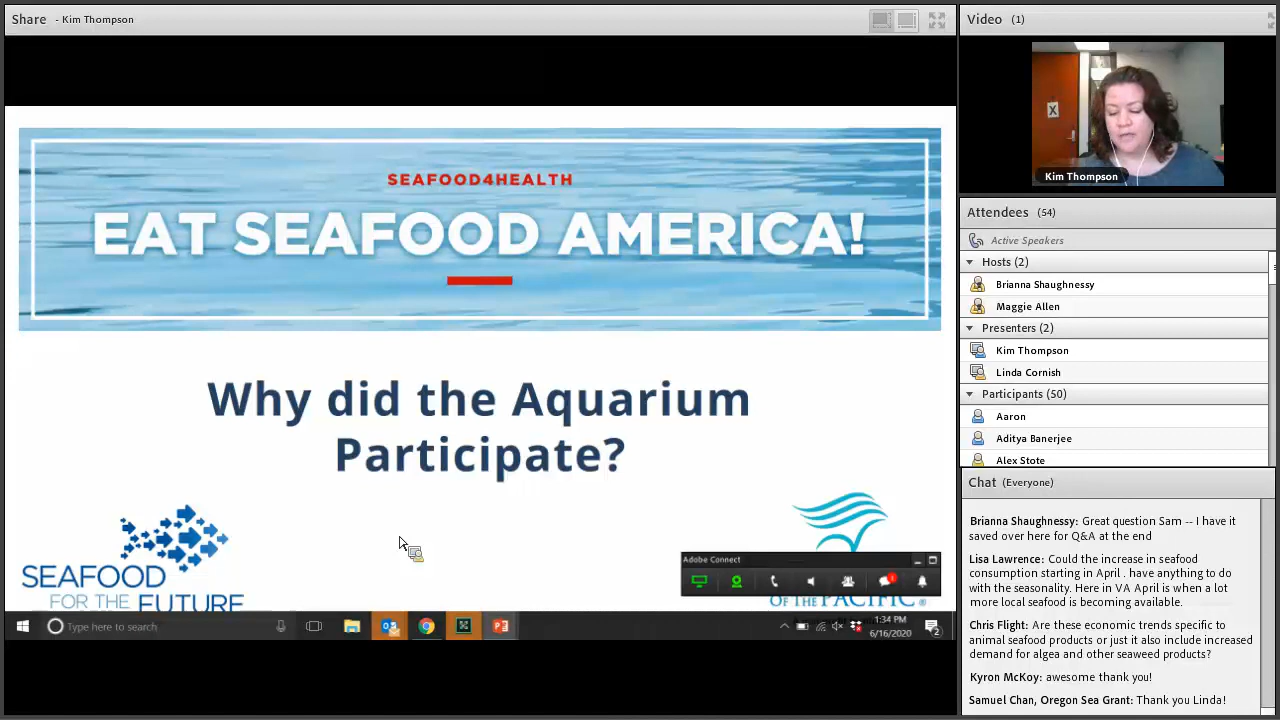 Share - Kim Thompson
SEAFOOD4HEALTH
EAT SEAFOOD AMERICA!
Why did the Aquarium
Participate?
SEAFOOD
FOR THE FUTURE
Adobe Connect
OF THE PACIFIC®
Type here to search
1:34 PM
6/16/2020
2
Video (1)
X
Kim Thompson
Attendees (54)
Active Speakers
Hosts (2)
Brianna Shaughnessy
Maggie Allen
Presenters (2)
Kim Thompson
Linda Cornish
Participants (50)
Aaron
Aditya Banerjee
Alex Stote
Chat (Everyone)
Brianna Shaughnessy: Great question Sam -- I have it
saved over here for Q&A at the end
Lisa Lawrence: Could the increase in seafood
consumption starting in April have anything to do
with the seasonality. Here in VA April is when a lot
more local seafood is becoming available.
Chris Flight: Are these economic trends specific to
animal seafood products or just it also include increased
demand for algea and other seaweed products?
Kyron McKoy: awesome thank you!
Samuel Chan, Oregon Sea Grant: Thank you Linda!